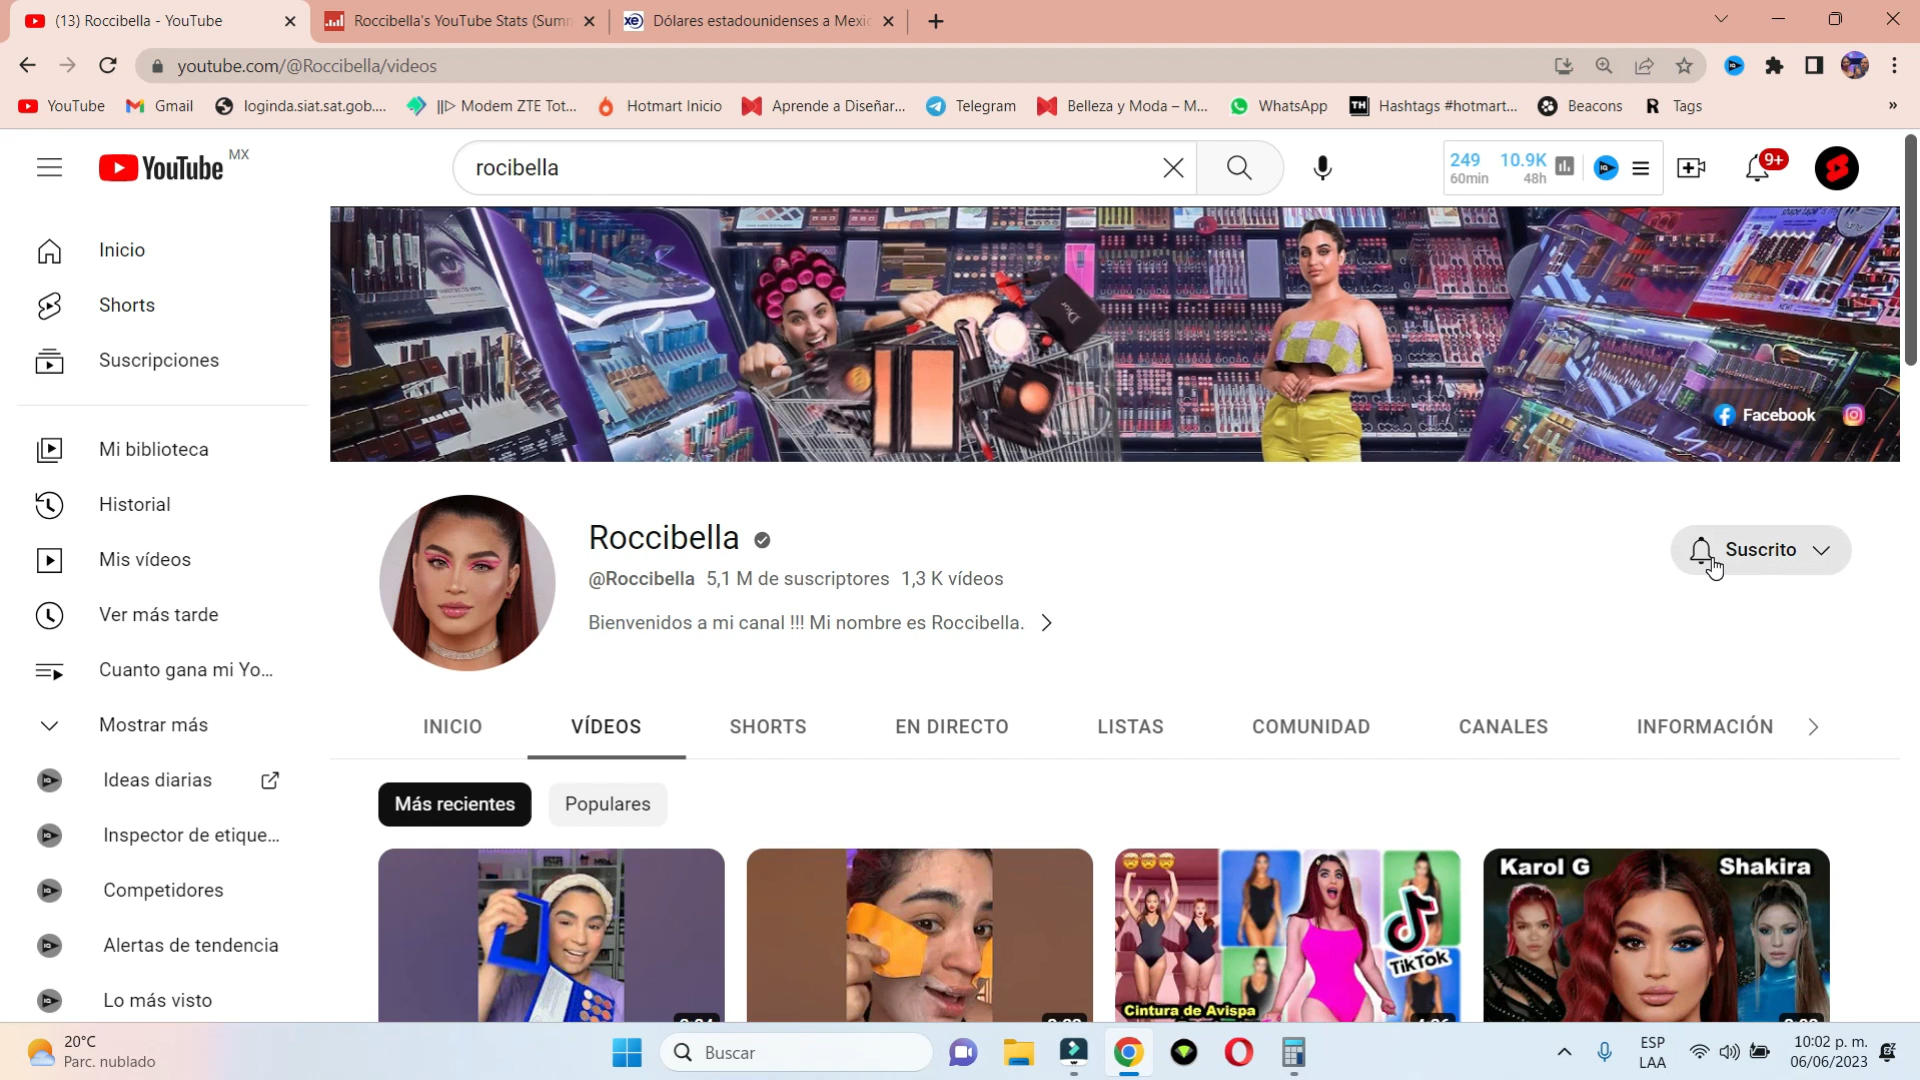 (13) Roccibella - YouTube
Roccibella's YouTube Stats (Sum
xe Dólares estadounidenses a Mexic
youtube.com/@Roccibella/videos
YouTube
Gmail
loginda.siat.sat.gob....
||▷ Modem ZTE Tot...
Hotmart Inicio
Aprende a Diseñar...
Telegram
Belleza y Moda – M...
WhatsApp
TH Hashtags #hotmart...
Beacons
R Tags
»
YouTube MX
rocibella
249 60min
10.9K 48h
9+
Inicio
Shorts
Suscripciones
Mi biblioteca
Historial
Mis vídeos
Ver más tarde
Cuanto gana mi Yo...
Mostrar más
Ideas diarias
Inspector de etique...
Competidores
Alertas de tendencia
Lo más visto
Dior
Facebook
Roccibella
@Roccibella 5,1 M de suscriptores 1,3 K vídeos
Bienvenidos a mi canal !!! Mi nombre es Roccibella.
Suscrito
INICIO
VÍDEOS
SHORTS
EN DIRECTO
LISTAS
COMUNIDAD
CANALES
INFORMACIÓN
Más recientes
Populares
TikTok
Cintura de Avispa
Karol G
Shakira
20°C
Parc. nublado
Buscar
ESP
LAA
10:02 p. m.
06/06/2023